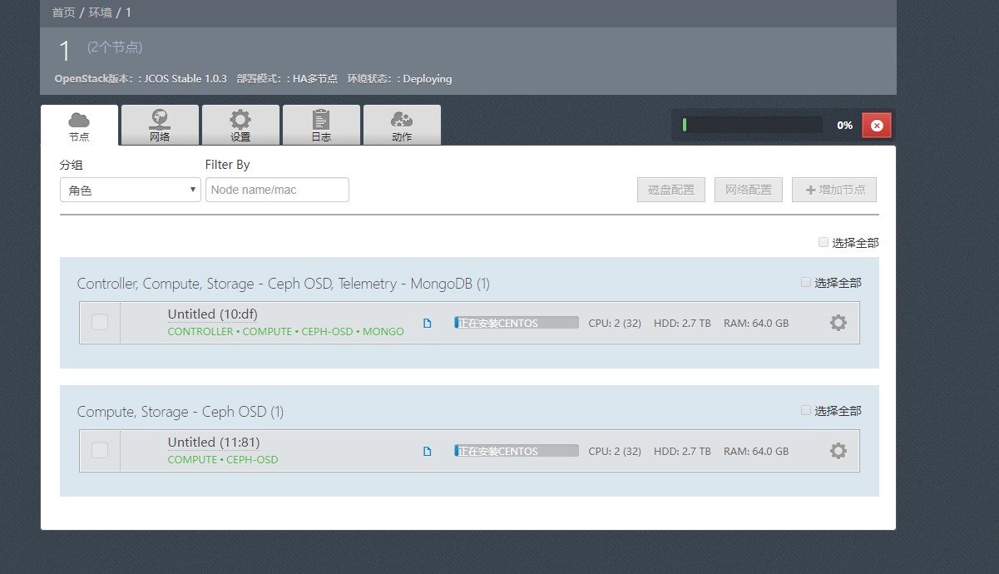 首页 / 环境 / 1
1 (2个节点)
OpenStack版本: : JCOS Stable 1.0.3 部署模式: : HA多节点 环境状态: : Deploying
节点 网络 设置 日志 动作 0%
分组 Filter By
角色 Node name/mac 磁盘配置 网络配置 增加节点
选择全部
Controller, Compute, Storage - Ceph OSD, Telemetry - MongoDB (1) 选择全部
Untitled (10:df)
CONTROLLER • COMPUTE • CEPH-OSD • MONGO 正在安装CENTOS CPU: 2 (32) HDD: 2.7 TB RAM: 64.0 GB
Compute, Storage - Ceph OSD (1) 选择全部
Untitled (11:81)
COMPUTE • CEPH-OSD 正在安装CENTOS CPU: 2 (32) HDD: 2.7 TB RAM: 64.0 GB